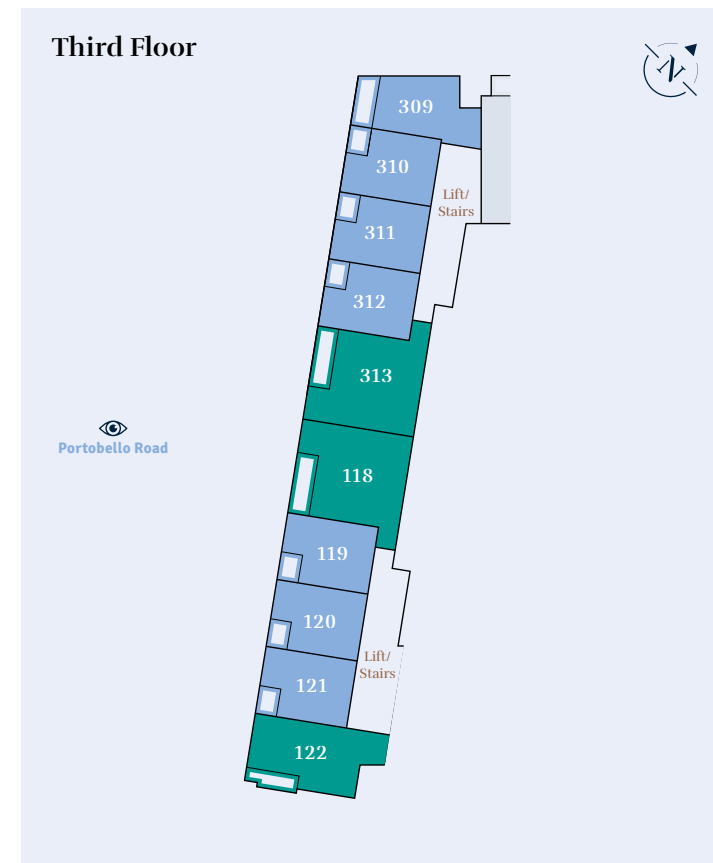 Third Floor
N
309
310
Lift/
Stairs
311
312
313
Portobello Road
118
119
120
Lift/
Stairs
121
122